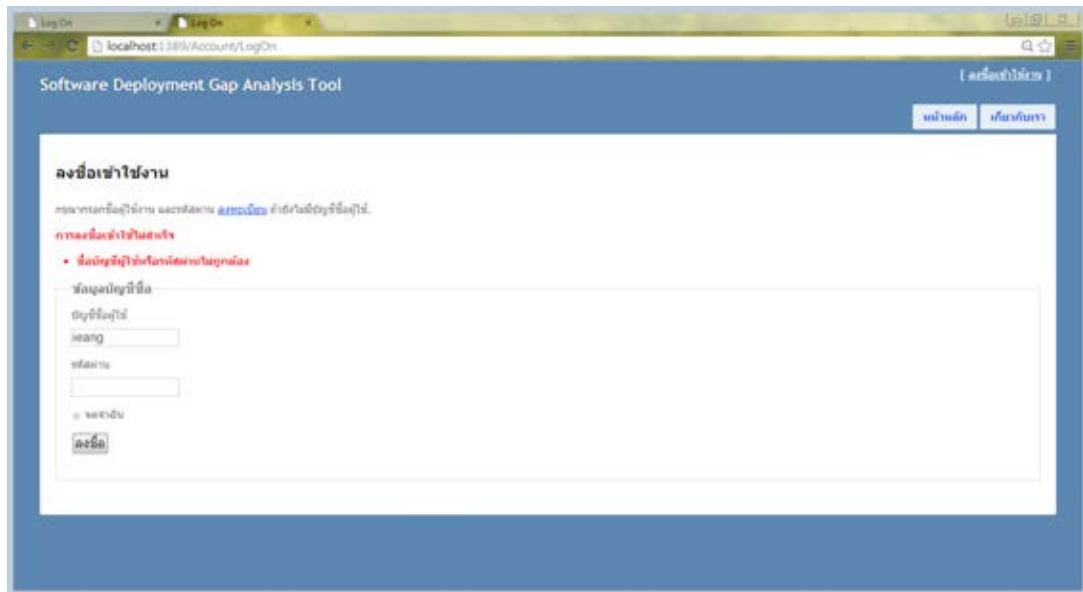 Log On
Log On
localhost:1389/Account/LogOn
Software Deployment Gap Analysis Tool
[ ลงชื่อเข้าใช้งาน ]
หน้าหลัก
เกี่ยวกับเรา
ลงชื่อเข้าใช้งาน
กรุณากรอกชื่อผู้ใช้งาน และรหัสผ่าน ลงทะเบียน ถ้ายังไม่มีบัญชีชื่อผู้ใช้.
การลงชื่อเข้าใช้ไม่สำเร็จ
• ชื่อบัญชีผู้ใช้หรือรหัสผ่านไม่ถูกต้อง
ข้อมูลบัญชีชื่อ
บัญชีชื่อผู้ใช้
รหัสผ่าน
จดจำฉัน
ลงชื่อ